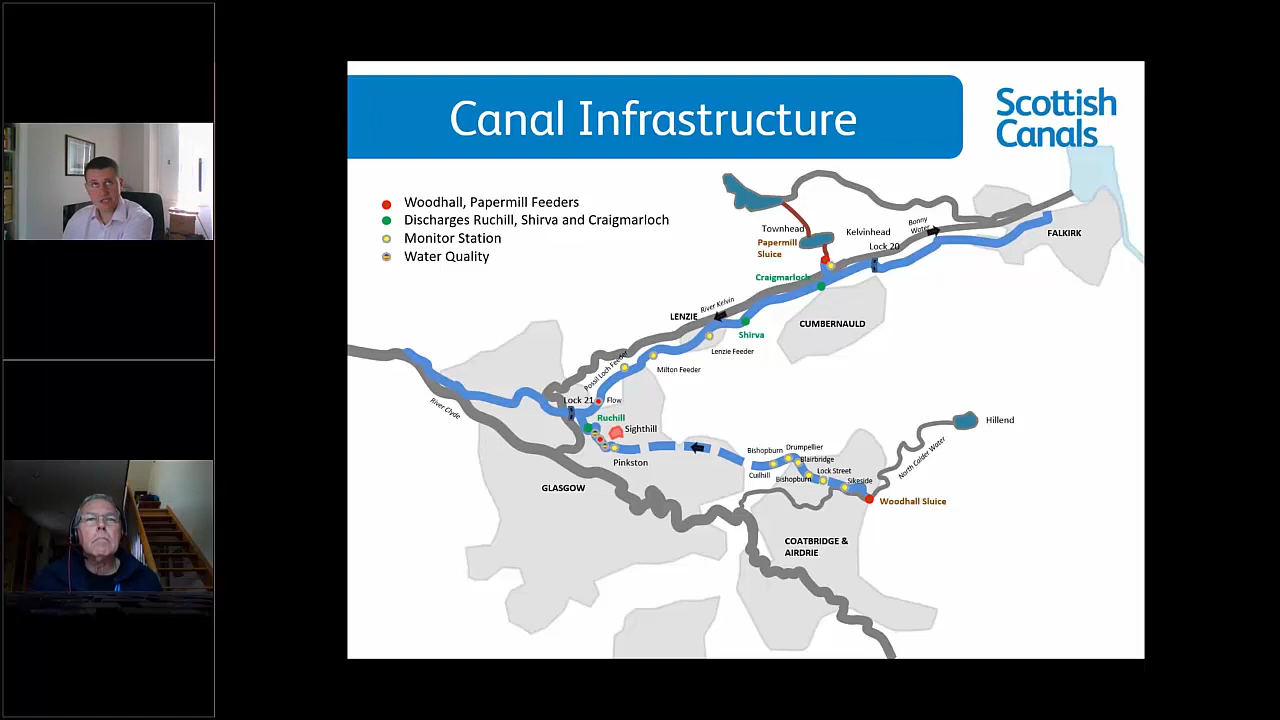 Canal Infrastructure
Scottish
Canals
Woodhall, Papermill Feeders
Discharges Ruchill, Shirva and Craigmarloch
Monitor Station
Water Quality
Townhead
Papermill
Sluice
Kelvinhead
Bonny
Water
Lock 20
FALKIRK
Craigmarloch
River Kelvin
LENZIE
Shirva
CUMBERNAULD
Lenzie Feeder
Milton Feeder
Possil Loch Feeder
Lock 21
Flow
River Clyde
Ruchill
Sighthill
Pinkston
Hillend
North Calder Water
Bishopburn
Drumpellier
Blairbridge
Cuilhill
Lock Street
Bishopburn
Sikeside
Woodhall Sluice
GLASGOW
COATBRIDGE &
AIRDRIE